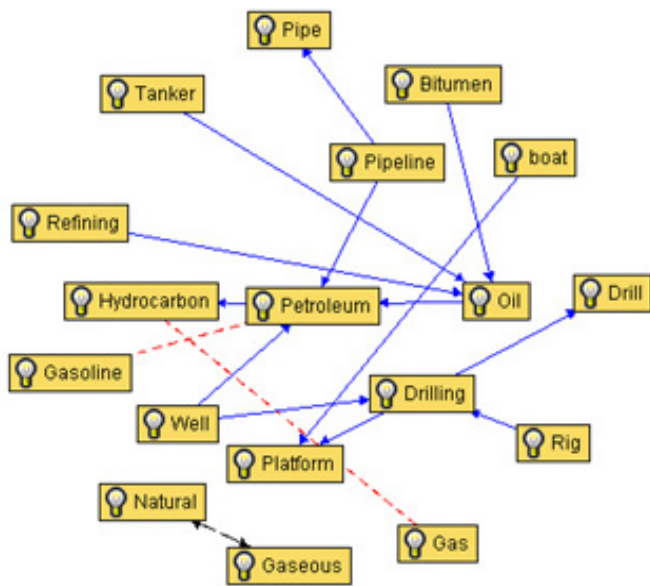 Pipe
Tanker
Bitumen
Pipeline
boat
Refining
Hydrocarbon
Petroleum
Oil
Drill
Gasoline
Drilling
Well
Rig
Platform
Natural
Gas
Gaseous